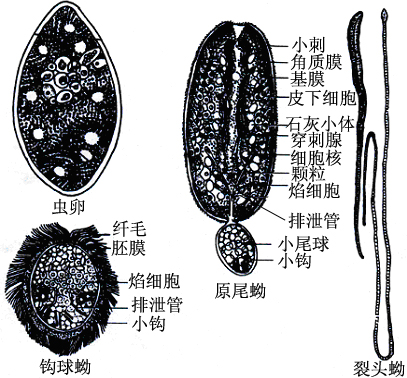 虫卵
纤毛
胚膜
焰细胞
排泄管
小钩
钩球蚴
小刺
角质膜
基膜
皮下细胞
石灰小体
穿刺腺
细胞核
颗粒
焰细胞
排泄管
小尾球
小钩
原尾蚴
裂头蚴